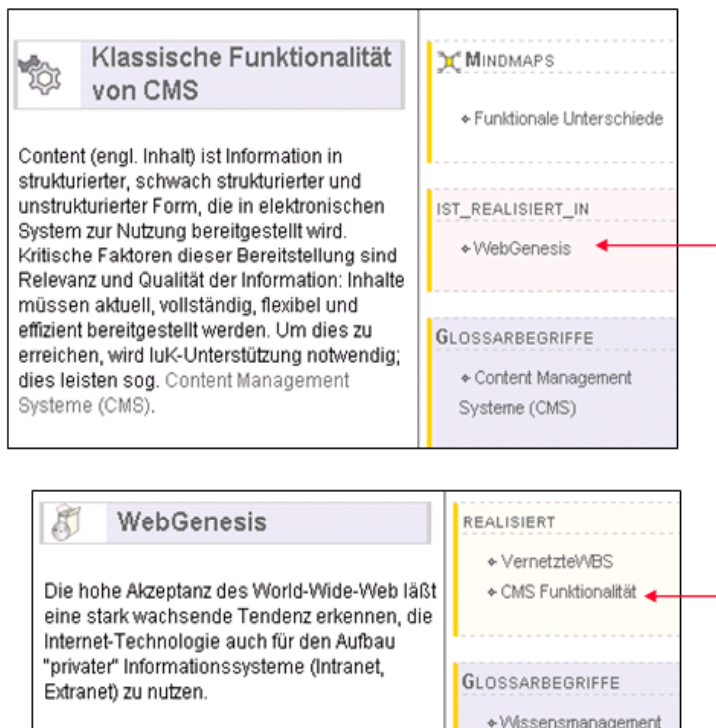 Klassische Funktionalität
von CMS
Content (engl. Inhalt) ist Information in
strukturierter, schwach strukturierter und
unstrukturierter Form, die in elektronischen
System zur Nutzung bereitgestellt wird.
Kritische Faktoren dieser Bereitstellung sind
Relevanz und Qualität der Information: Inhalte
müssen aktuell, vollständig, flexibel und
effizient bereitgestellt werden. Um dies zu
erreichen, wird IuK-Unterstützung notwendig;
dies leisten sog. Content Management
Systeme (CMS).
MINDMAPS
Funktionale Unterschiede
IST_REALISIERT_IN
WebGenesis
GLOSSARBEGRIFFE
Content Management
Systeme (CMS)
WebGenesis
Die hohe Akzeptanz des World-Wide-Web läßt
eine stark wachsende Tendenz erkennen, die
Internet-Technologie auch für den Aufbau
"privater" Informationssysteme (Intranet,
Extranet) zu nutzen.
REALISIERT
VernetzteWBS
CMS Funktionalität
GLOSSARBEGRIFFE
Wissensmanagement